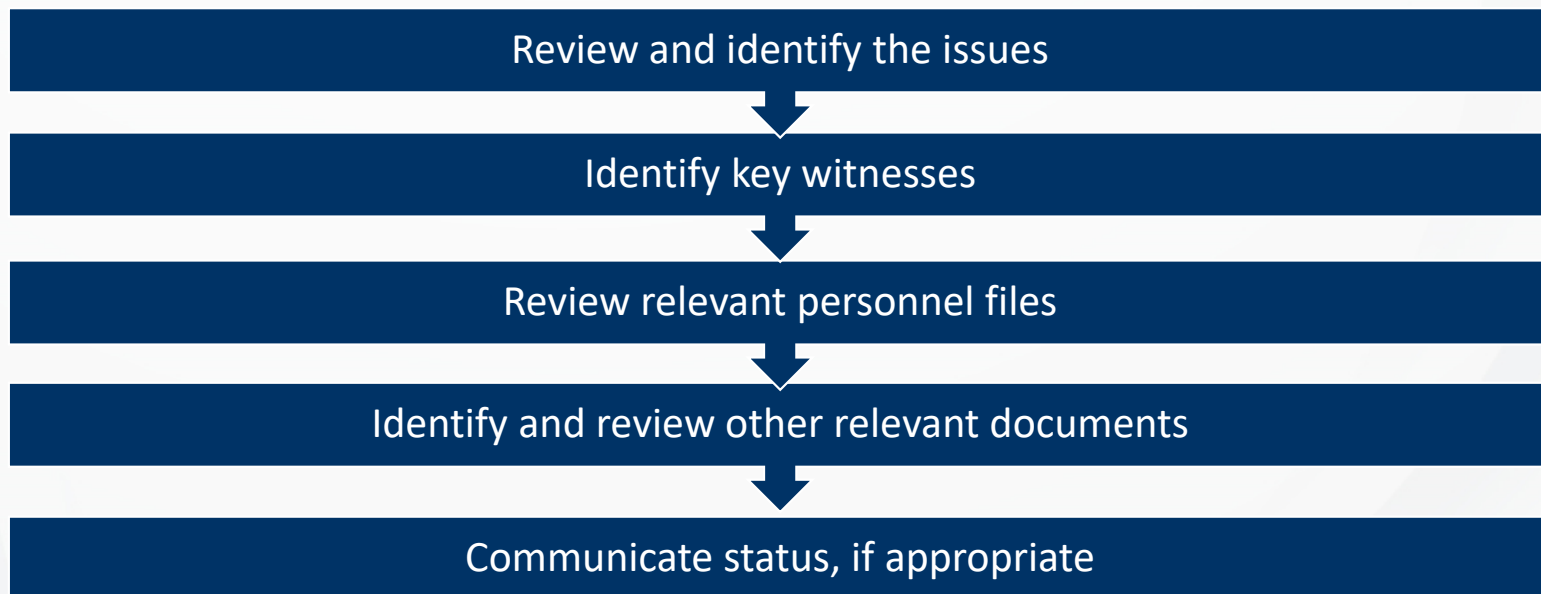 Review and identify the issues
Identify key witnesses
Review relevant personnel files
Identify and review other relevant documents
Communicate status, if appropriate